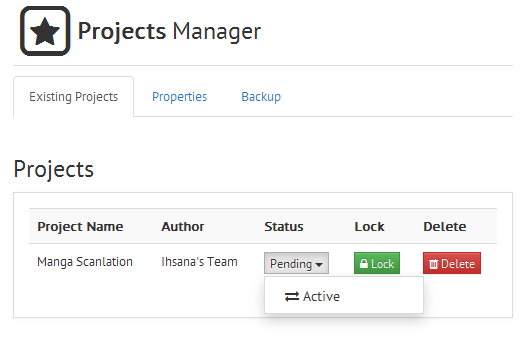 Projects Manager
Existing Projects Properties Backup
Projects
Project Name Author Status Lock Delete
Manga Scanlation Ihsana's Team Pending Lock Delete
Active